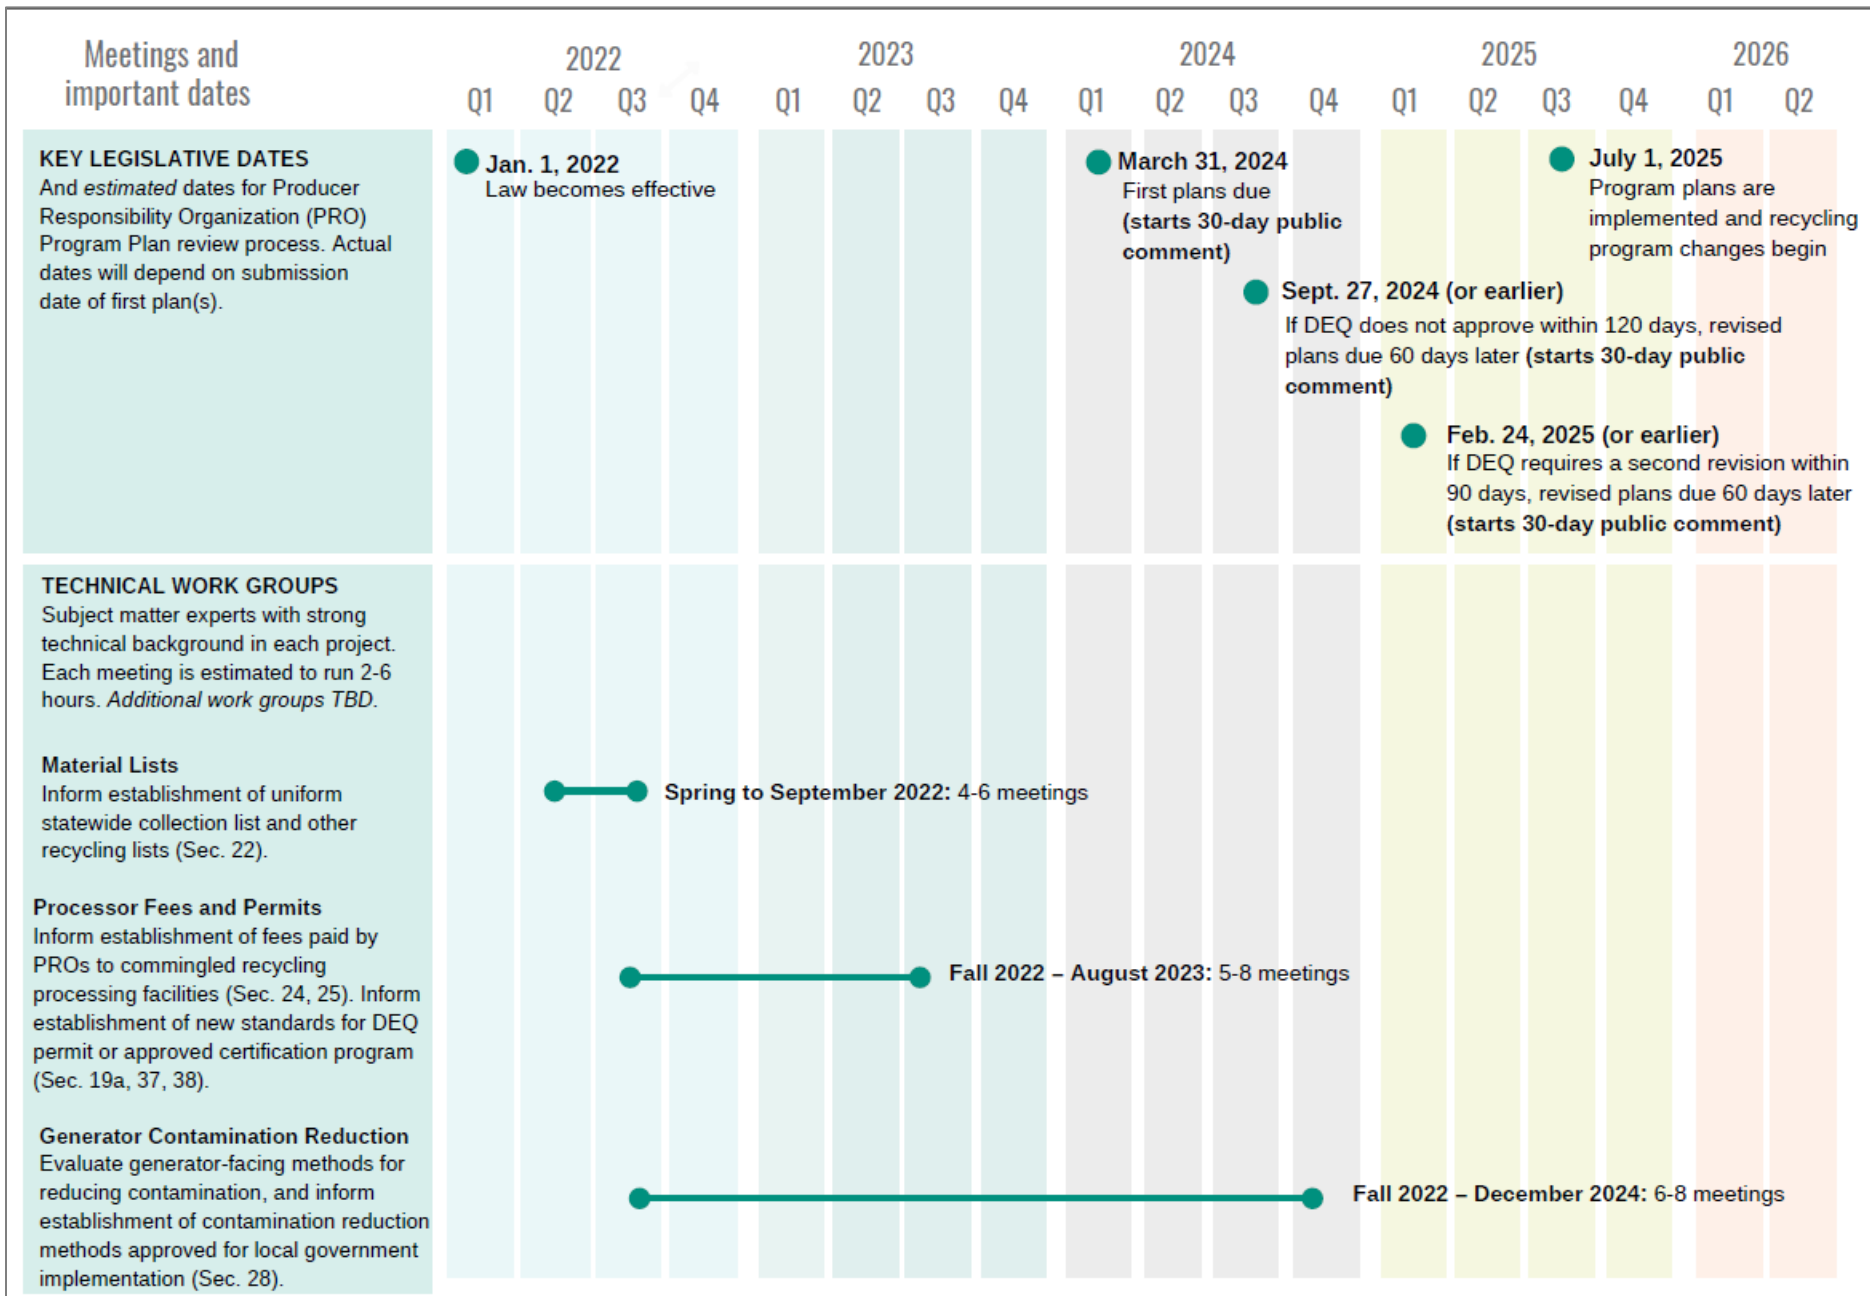 Meetings and
important dates
2022
2023
2024
2025
2026
Q1 Q2 Q3 Q4 Q1 Q2 Q3 Q4 Q1 Q2 Q3 Q4 Q1 Q2 Q3 Q4 Q1 Q2
KEY LEGISLATIVE DATES
And estimated dates for Producer
Responsibility Organization (PRO)
Program Plan review process. Actual
dates will depend on submission
date of first plan(s).
Jan. 1, 2022
Law becomes effective
March 31, 2024
First plans due
(starts 30-day public
comment)
July 1, 2025
Program plans are
implemented and recycling
program changes begin
Sept. 27, 2024 (or earlier)
If DEQ does not approve within 120 days, revised
plans due 60 days later (starts 30-day public
comment)
Feb. 24, 2025 (or earlier)
If DEQ requires a second revision within
90 days, revised plans due 60 days later
(starts 30-day public comment)
TECHNICAL WORK GROUPS
Subject matter experts with strong
technical background in each project.
Each meeting is estimated to run 2-6
hours. Additional work groups TBD.
Material Lists
Inform establishment of uniform
statewide collection list and other
recycling lists (Sec. 22).
Spring to September 2022: 4-6 meetings
Processor Fees and Permits
Inform establishment of fees paid by
PROs to commingled recycling
processing facilities (Sec. 24, 25). Inform
establishment of new standards for DEQ
permit or approved certification program
(Sec. 19a, 37, 38).
Fall 2022 – August 2023: 5-8 meetings
Generator Contamination Reduction
Evaluate generator-facing methods for
reducing contamination, and inform
establishment of contamination reduction
methods approved for local government
implementation (Sec. 28).
Fall 2022 – December 2024: 6-8 meetings